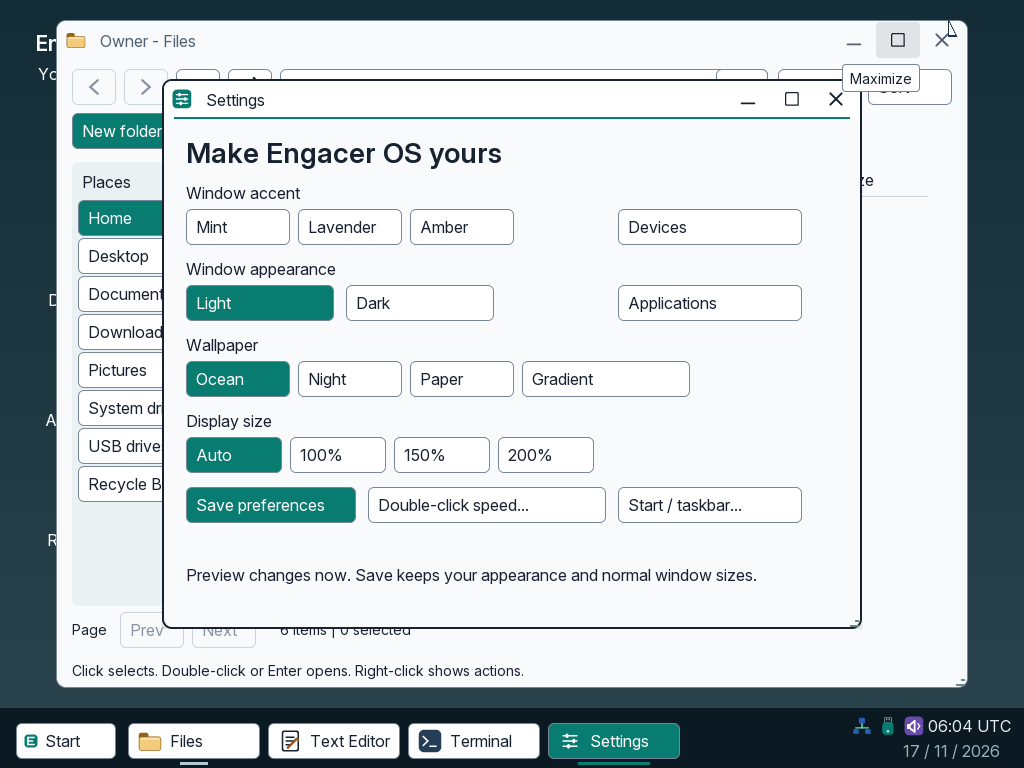 Owner - Files
Maximize
Settings
New folder
Make Engacer OS yours
Places
Window accent
Home
Mint
Lavender
Amber
Devices
Desktop
Window appearance
Light
Dark
Applications
Wallpaper
Pictures
Ocean
Night
Paper
Gradient
Display size
Auto
100%
150%
200%
Save preferences
Double-click speed...
Start / taskbar...
Preview changes now. Save keeps your appearance and normal window sizes.
Page
Prev
Next
6 items | 0 selected
Click selects. Double-click or Enter opens. Right-click shows actions.
Start
Files
Text Editor
Terminal
Settings
06:04 UTC
17 / 11 / 2026